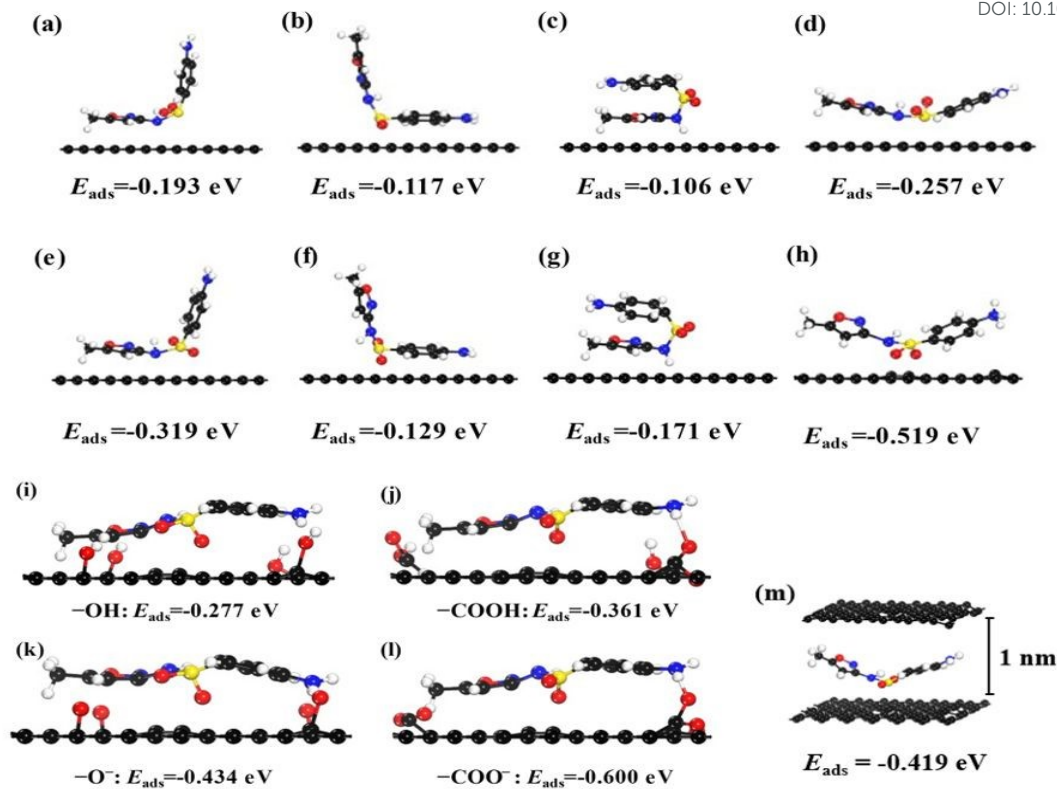 DOI: 10.1
(a) (b) (c) (d)
Eads=-0.193 eV Eads=-0.117 eV Eads=-0.106 eV Eads=-0.257 eV
(e) (f) (g) (h)
Eads=-0.319 eV Eads=-0.129 eV Eads=-0.171 eV Eads=-0.519 eV
(i) (j)
−OH: Eads=-0.277 eV −COOH: Eads=-0.361 eV
(m)
1 nm
(k) (l)
−O⁻: Eads=-0.434 eV −COO⁻: Eads=-0.600 eV
Eads = -0.419 eV